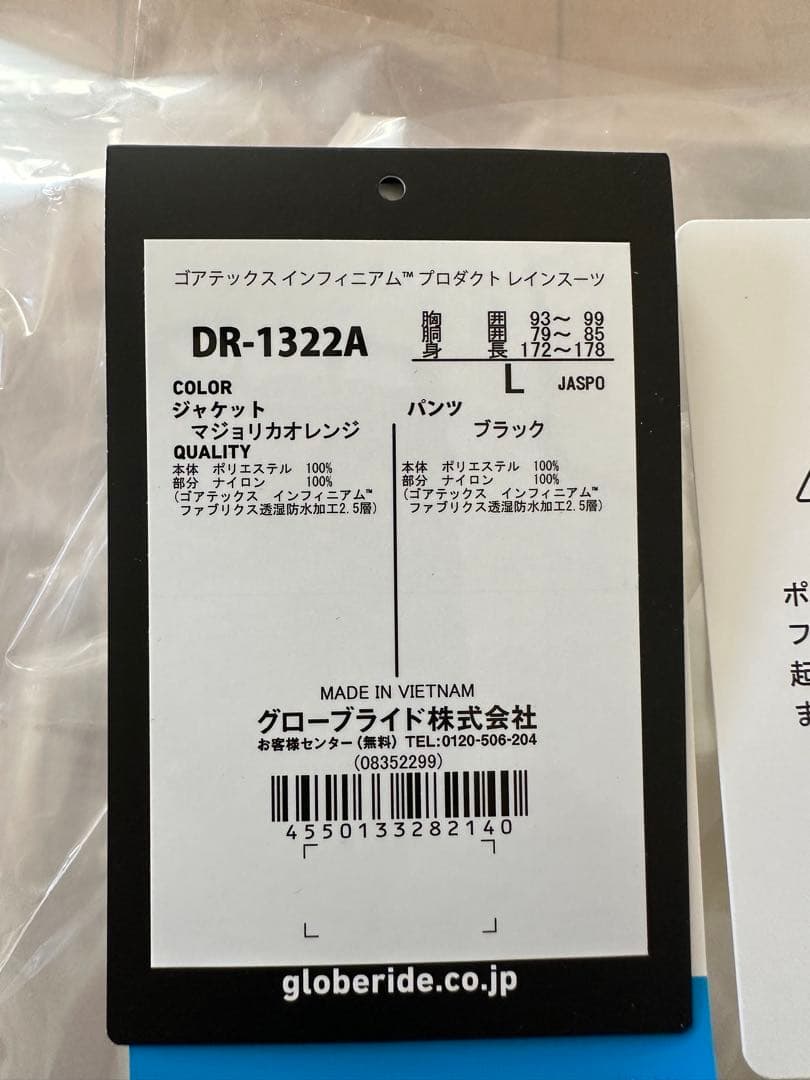 ゴアテックス インフィニアム™ プロダクト レインスーツ
DR-1322A
胸 囲 93～ 99
胴 囲 79～ 85
身 長 172～178
L JASPO
COLOR
ジャケット
マジョリカオレンジ
パンツ
ブラック
QUALITY
本体 ポリエステル 100%
部分 ナイロン 100%
(ゴアテックス インフィニアム™
ファブリクス透湿防水加工2.5層)
本体 ポリエステル 100%
部分 ナイロン 100%
(ゴアテックス インフィニアム™
ファブリクス透湿防水加工2.5層)
MADE IN VIETNAM
グローブライド株式会社
お客様センター(無料) TEL:0120-506-204
(08352299)
4550133282140
globeride.co.jp
ポ
フ
起
ま